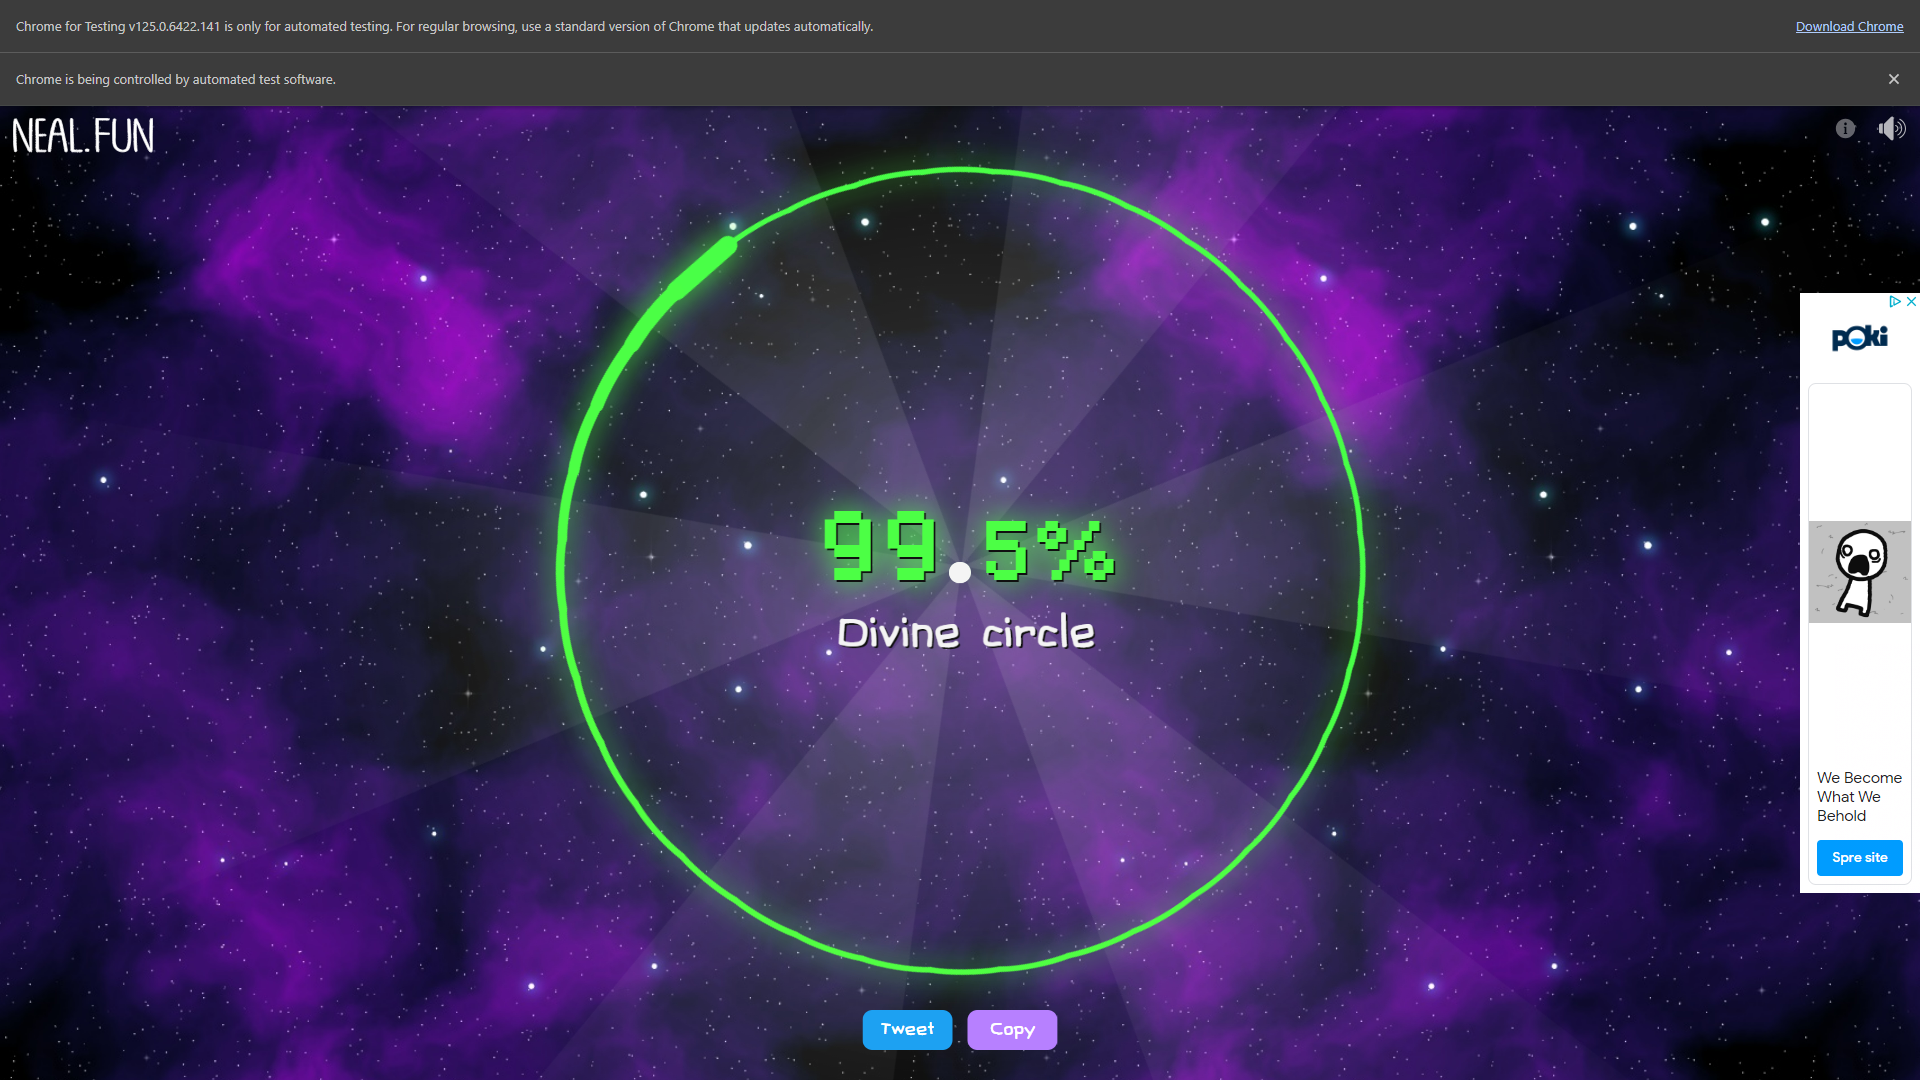 Chrome for Testing v125.0.6422.141 is only for automated testing. For regular browsing, use a standard version of Chrome that updates automatically.
Download Chrome
Chrome is being controlled by automated test software.
NEAL.FUN
poki
99 5%
Divine circle
We Become
What We
Behold
Spre site
Tweet
Copy